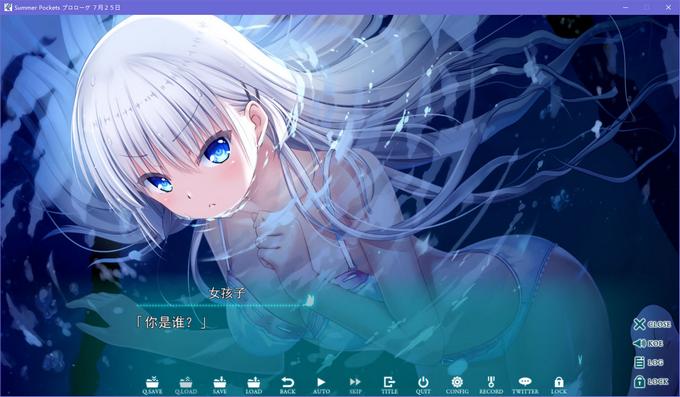 Summer Pockets プロローグ 7月25日
女孩子
「你是谁？」
CLOSE
KOE
LOG
LOCK
Q.SAVE Q.LOAD SAVE LOAD BACK AUTO SKIP TITLE QUIT CONFIG RECORD TWITTER LOCK